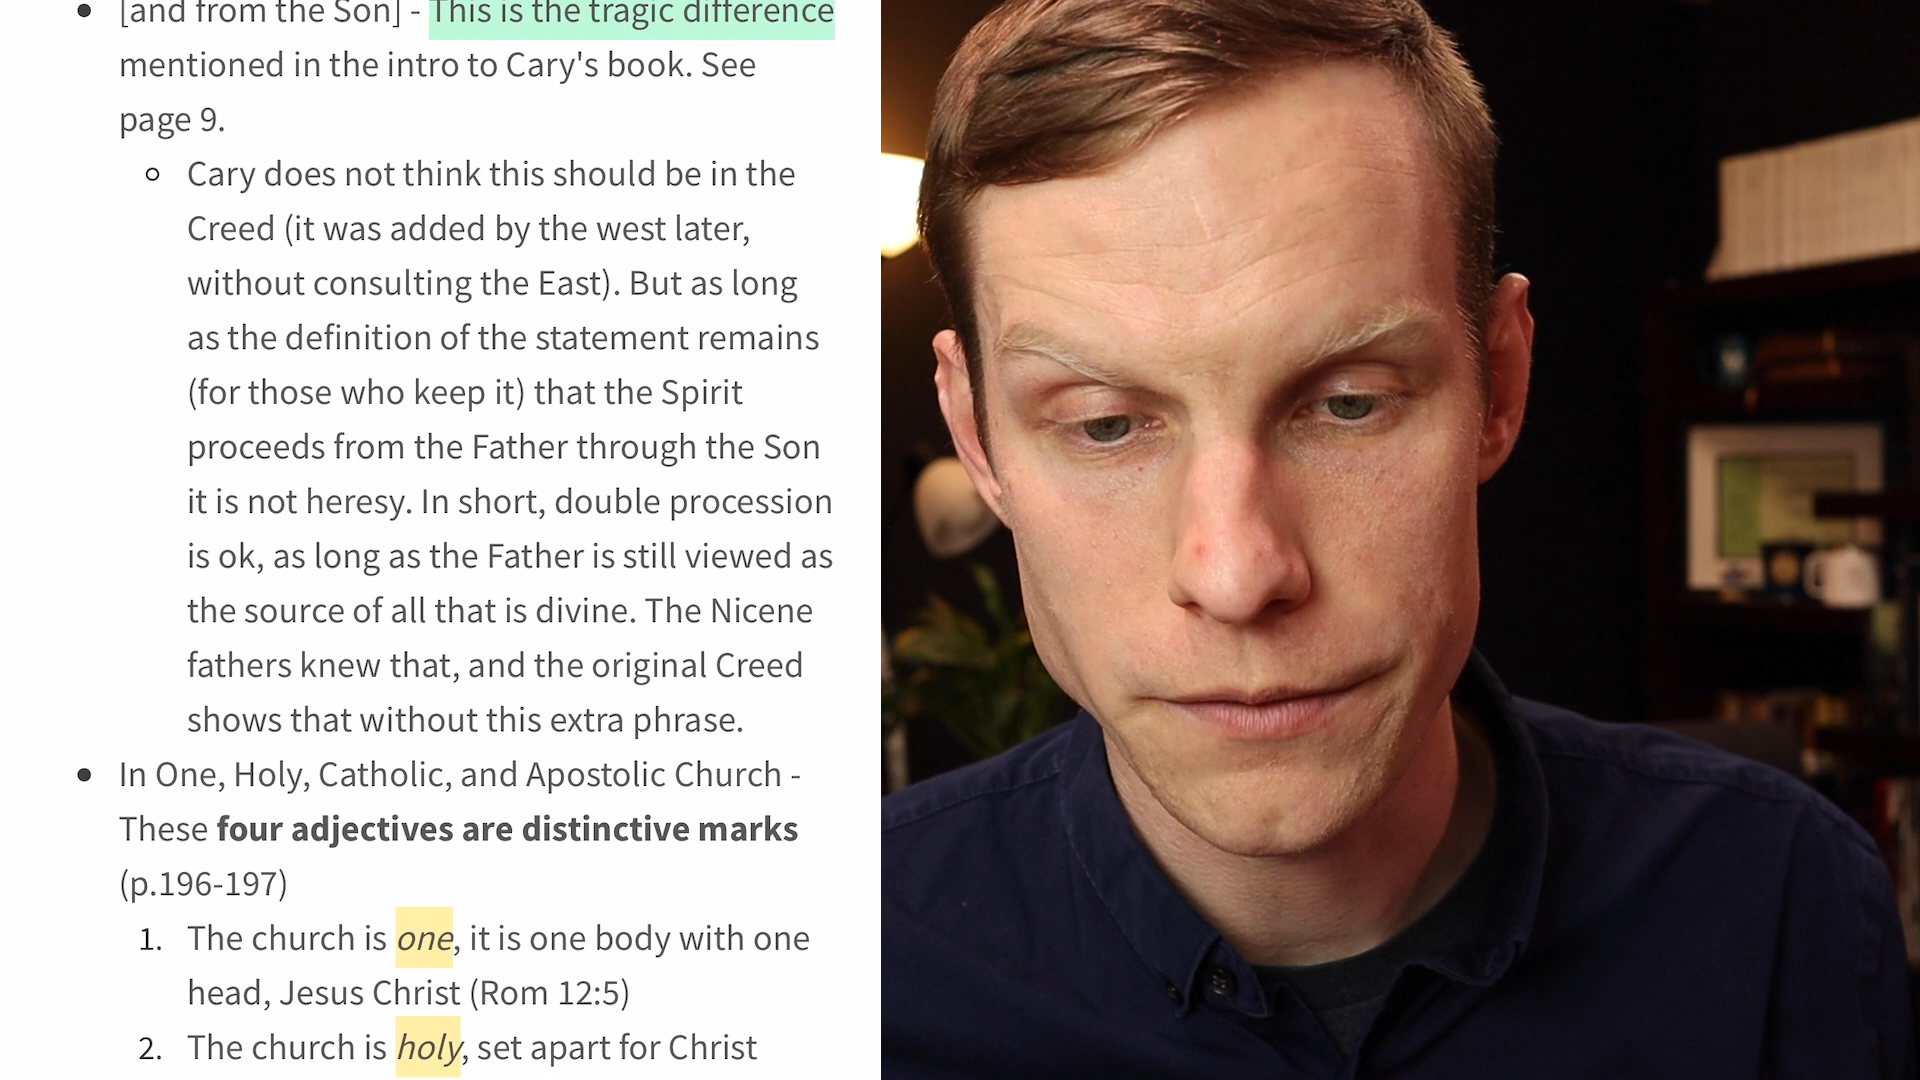 [and from the Son] - This is the tragic difference
mentioned in the intro to Cary's book. See
page 9.
Cary does not think this should be in the
Creed (it was added by the west later,
without consulting the East). But as long
as the definition of the statement remains
(for those who keep it) that the Spirit
proceeds from the Father through the Son
it is not heresy. In short, double procession
is ok, as long as the Father is still viewed as
the source of all that is divine. The Nicene
fathers knew that, and the original Creed
shows that without this extra phrase.
In One, Holy, Catholic, and Apostolic Church -
These four adjectives are distinctive marks
(p.196-197)
1. The church is one, it is one body with one
head, Jesus Christ (Rom 12:5)
2. The church is holy, set apart for Christ